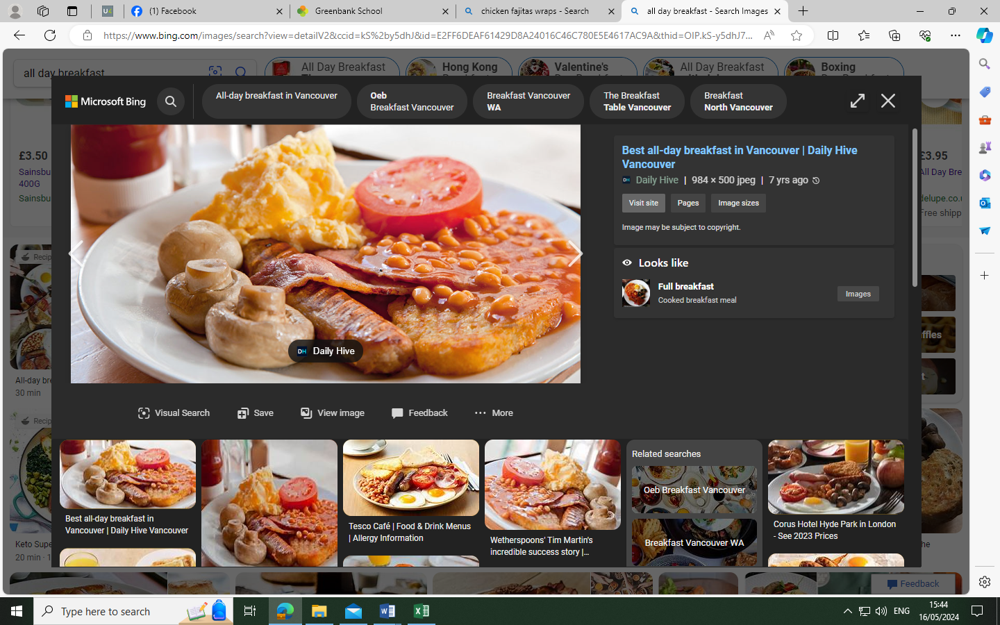 (1) Facebook
Greenbank School
chicken fajitas wraps - Search
all day breakfast - Search Images
https://www.bing.com/images/search?view=detailV2&ccid=kS%2by5dhJ&id=E2FF6DEAF61429D8A24016C46C780E5E4617AC9A&thid=OIP.kS-y5dhJ7...
all day breakfast
All Day Breakfast
Hong Kong
Valentine's
All Day Breakfast
Boxing
Microsoft Bing
All-day breakfast in Vancouver
Oeb
Breakfast Vancouver
Breakfast Vancouver
WA
The Breakfast
Table Vancouver
Breakfast
North Vancouver
£3.50
Sainsbu
400G
Sainsbu
£3.95
All Day Bre
delupe.co.u
Free shipp
Best all-day breakfast in Vancouver | Daily Hive
Vancouver
DH Daily Hive | 984 × 500 jpeg | 7 yrs ago
Visit site
Pages
Image sizes
Image may be subject to copyright.
Looks like
Full breakfast
Cooked breakfast meal
Images
Recip
DH Daily Hive
ffles
t
All-day bre
30 min
Visual Search
Save
View image
Feedback
More
Recip
Keto Supe
20 min · 1
he
Best all-day breakfast in
Vancouver | Daily Hive Vancouver
Tesco Café | Food & Drink Menus
| Allergy Information
Wetherspoons' Tim Martin's
incredible success story |...
Related searches
Oeb Breakfast Vancouver
Breakfast Vancouver WA
Corus Hotel Hyde Park in London
- See 2023 Prices
Feedback
Type here to search
ENG
15:44
16/05/2024